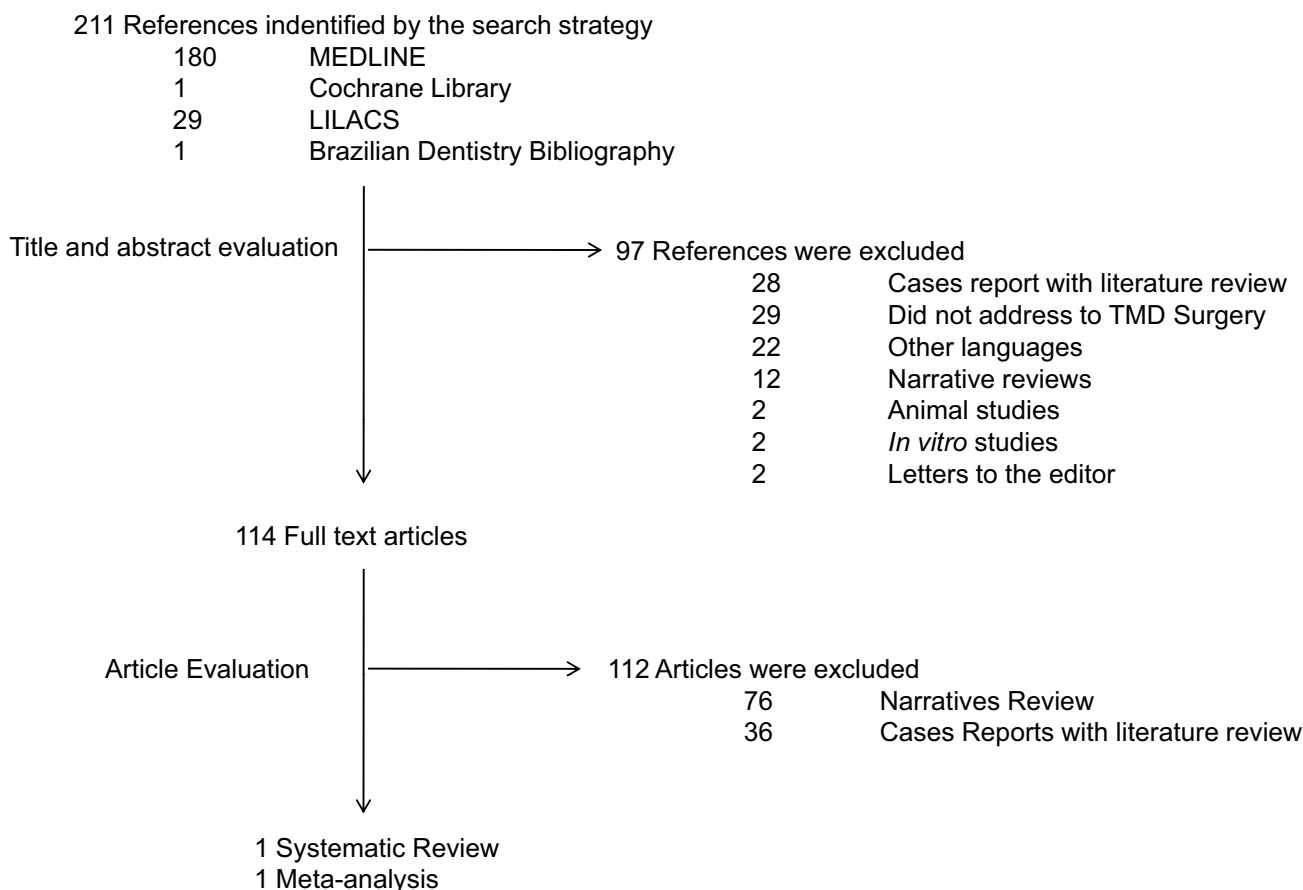 211 References indentified by the search strategy
180 MEDLINE
1 Cochrane Library
29 LILACS
1 Brazilian Dentistry Bibliography
Title and abstract evaluation
97 References were excluded
28 Cases report with literature review
29 Did not address to TMD Surgery
22 Other languages
12 Narrative reviews
2 Animal studies
2 In vitro studies
2 Letters to the editor
114 Full text articles
Article Evaluation
112 Articles were excluded
76 Narratives Review
36 Cases Reports with literature review
1 Systematic Review
1 Meta-analysis